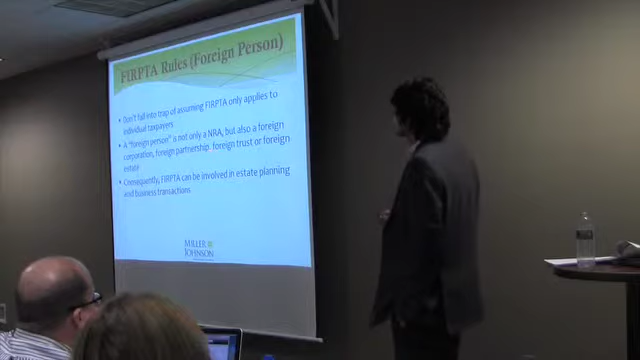 FIRPTA Rules (Foreign Person)
• Don't fall into trap of assuming FIRPTA only applies to
individual taxpayers
• A "foreign person" is not only a NRA, but also a foreign
corporation, foreign partnership, foreign trust or foreign
estate
• Consequently, FIRPTA can be involved in estate planning
and business transactions
MILLER
JOHNSON